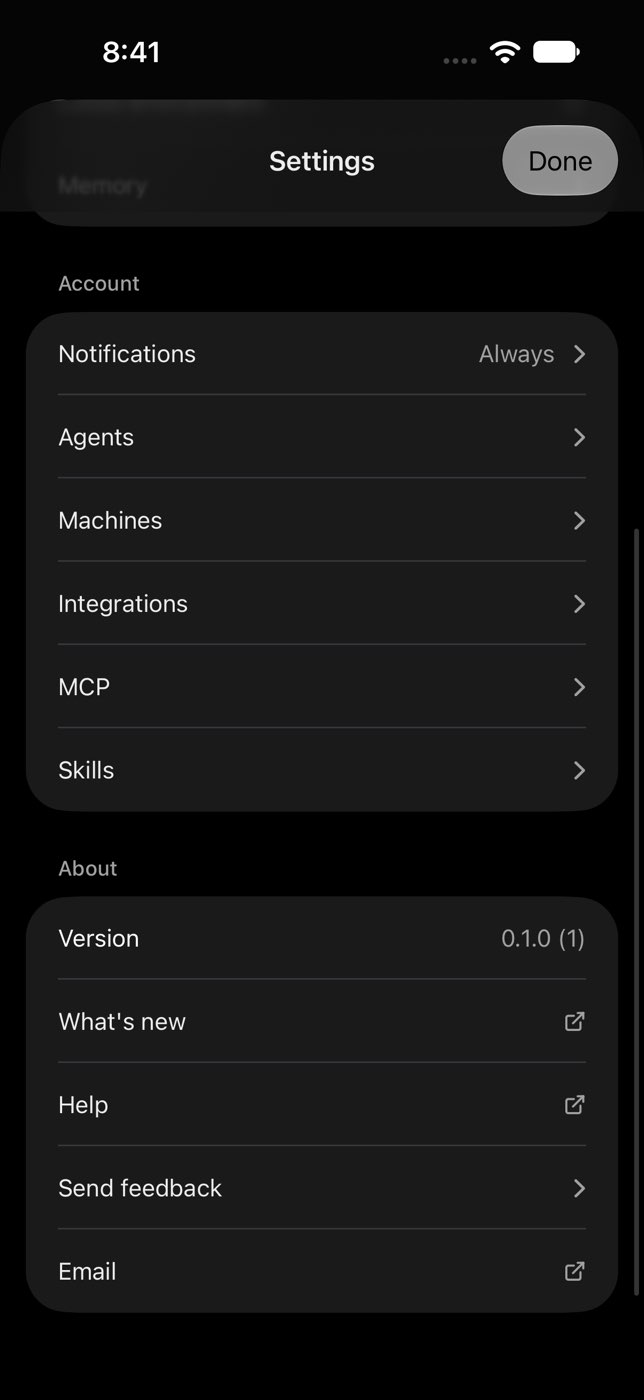 8:41
Settings
Done
Memory
Account
Notifications
Always
Agents
Machines
Integrations
MCP
Skills
About
Version
0.1.0 (1)
What's new
Help
Send feedback
Email